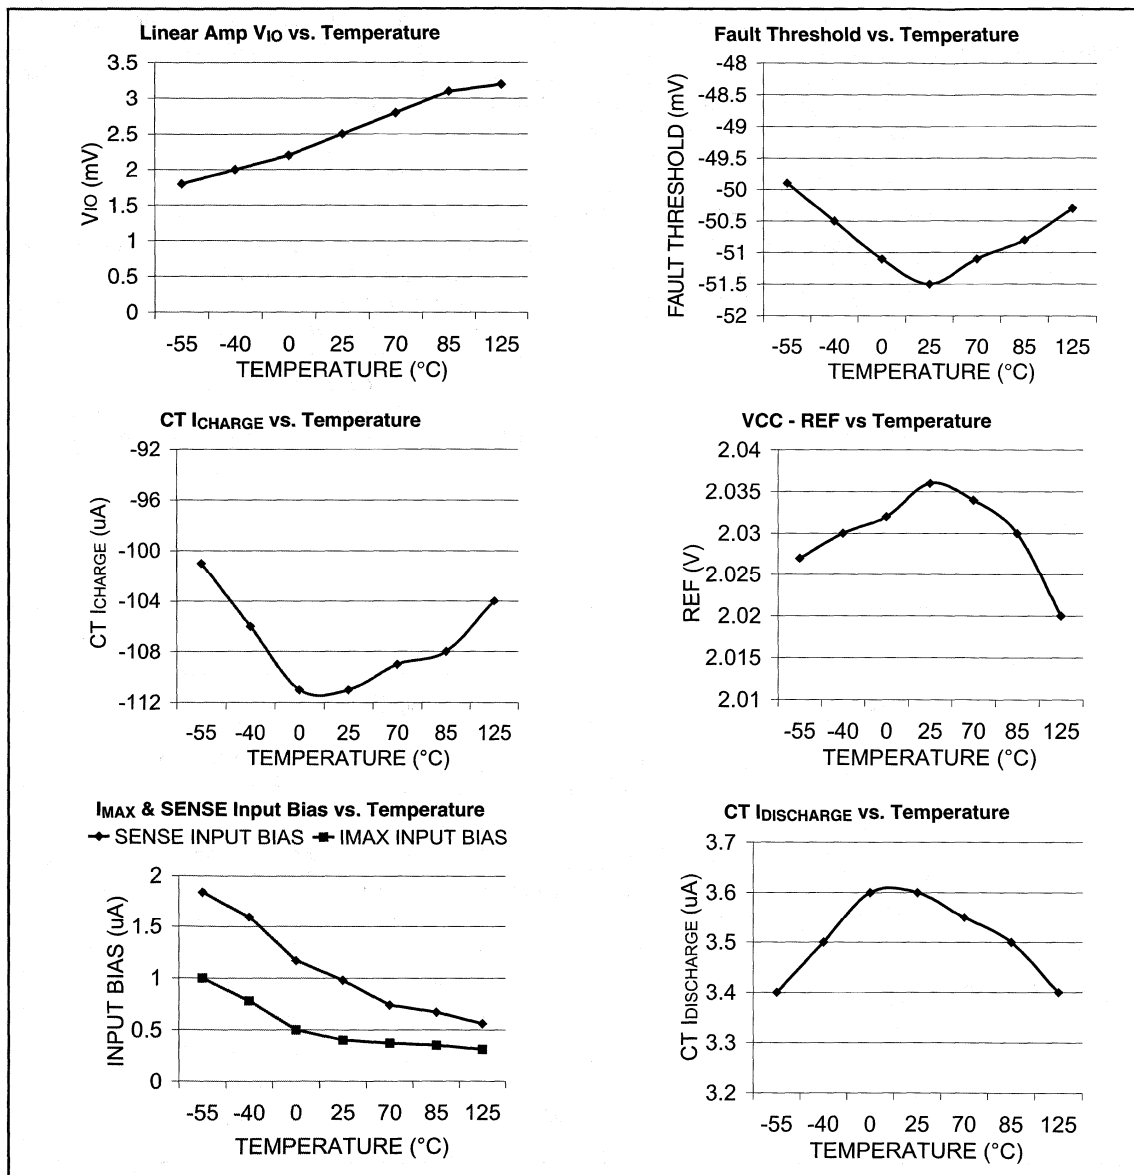 Linear Amp VIO vs. Temperature
3.5
3
2.5
2
1.5
1
0.5
0
VIO (mV)
-55 -40 0 25 70 85 125
TEMPERATURE (°C)
Fault Threshold vs. Temperature
-48
-48.5
-49
-49.5
-50
-50.5
-51
-51.5
-52
FAULT THRESHOLD (mV)
-55 -40 0 25 70 85 125
TEMPERATURE (°C)
CT ICHARGE vs. Temperature
-92
-96
-100
-104
-108
-112
CT ICHARGE (uA)
-55 -40 0 25 70 85 125
TEMPERATURE (°C)
VCC - REF vs Temperature
2.04
2.035
2.03
2.025
2.02
2.015
2.01
REF (V)
-55 -40 0 25 70 85 125
TEMPERATURE (°C)
IMAX & SENSE Input Bias vs. Temperature
SENSE INPUT BIAS IMAX INPUT BIAS
2
1.5
1
0.5
0
INPUT BIAS (uA)
-55 -40 0 25 70 85 125
TEMPERATURE (°C)
CT IDISCHARGE vs. Temperature
3.7
3.6
3.5
3.4
3.3
3.2
CT IDISCHARGE (uA)
-55 -40 0 25 70 85 125
TEMPERATURE (°C)